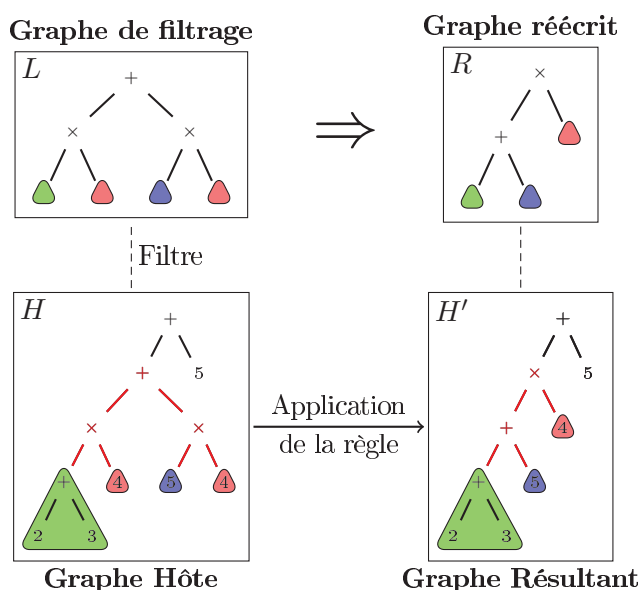 Graphe de filtrage
Graphe réécrit
L
+
× ×
⇒
R
×
+
Filtre
H
+
+ 5
× ×
+ 4 5 4
2 3
Application
de la règle
H′
+
× 5
+ 4
+ 5
2 3
Graphe Hôte
Graphe Résultant